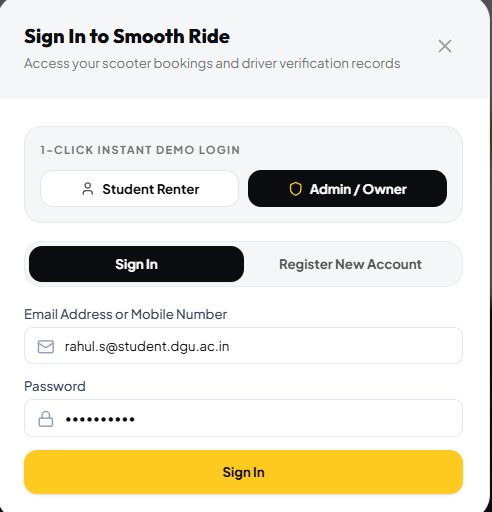 Sign In to Smooth Ride
Access your scooter bookings and driver verification records
1-CLICK INSTANT DEMO LOGIN
Student Renter
Admin / Owner
Sign In
Register New Account
Email Address or Mobile Number
rahul.s@student.dgu.ac.in
Password
••••••••••
Sign In